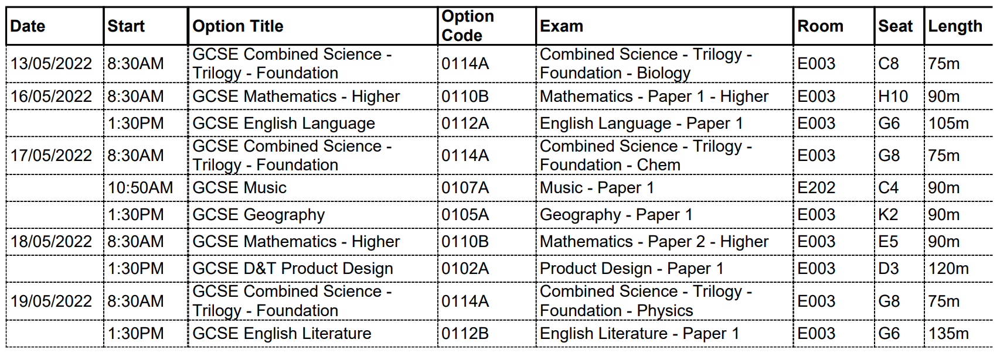 Date Start Option Title Option Code Exam Room Seat Length
13/05/2022 8:30AM GCSE Combined Science - Trilogy - Foundation 0114A Combined Science - Trilogy - Foundation - Biology E003 C8 75m
16/05/2022 8:30AM GCSE Mathematics - Higher 0110B Mathematics - Paper 1 - Higher E003 H10 90m
1:30PM GCSE English Language 0112A English Language - Paper 1 E003 G6 105m
17/05/2022 8:30AM GCSE Combined Science - Trilogy - Foundation 0114A Combined Science - Trilogy - Foundation - Chem E003 G8 75m
10:50AM GCSE Music 0107A Music - Paper 1 E202 C4 90m
1:30PM GCSE Geography 0105A Geography - Paper 1 E003 K2 90m
18/05/2022 8:30AM GCSE Mathematics - Higher 0110B Mathematics - Paper 2 - Higher E003 E5 90m
1:30PM GCSE D&T Product Design 0102A Product Design - Paper 1 E003 D3 120m
19/05/2022 8:30AM GCSE Combined Science - Trilogy - Foundation 0114A Combined Science - Trilogy - Foundation - Physics E003 G8 75m
1:30PM GCSE English Literature 0112B English Literature - Paper 1 E003 G6 135m